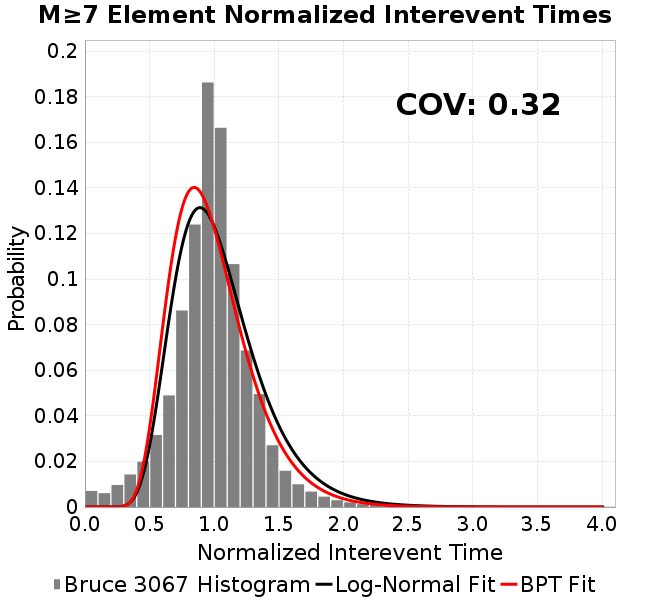 M≥7 Element Normalized Interevent Times
COV: 0.32
Probability
0.2
0.18
0.16
0.14
0.12
0.1
0.08
0.06
0.04
0.02
0
0.0 0.5 1.0 1.5 2.0 2.5 3.0 3.5 4.0
Normalized Interevent Time
Bruce 3067 Histogram Log-Normal Fit BPT Fit